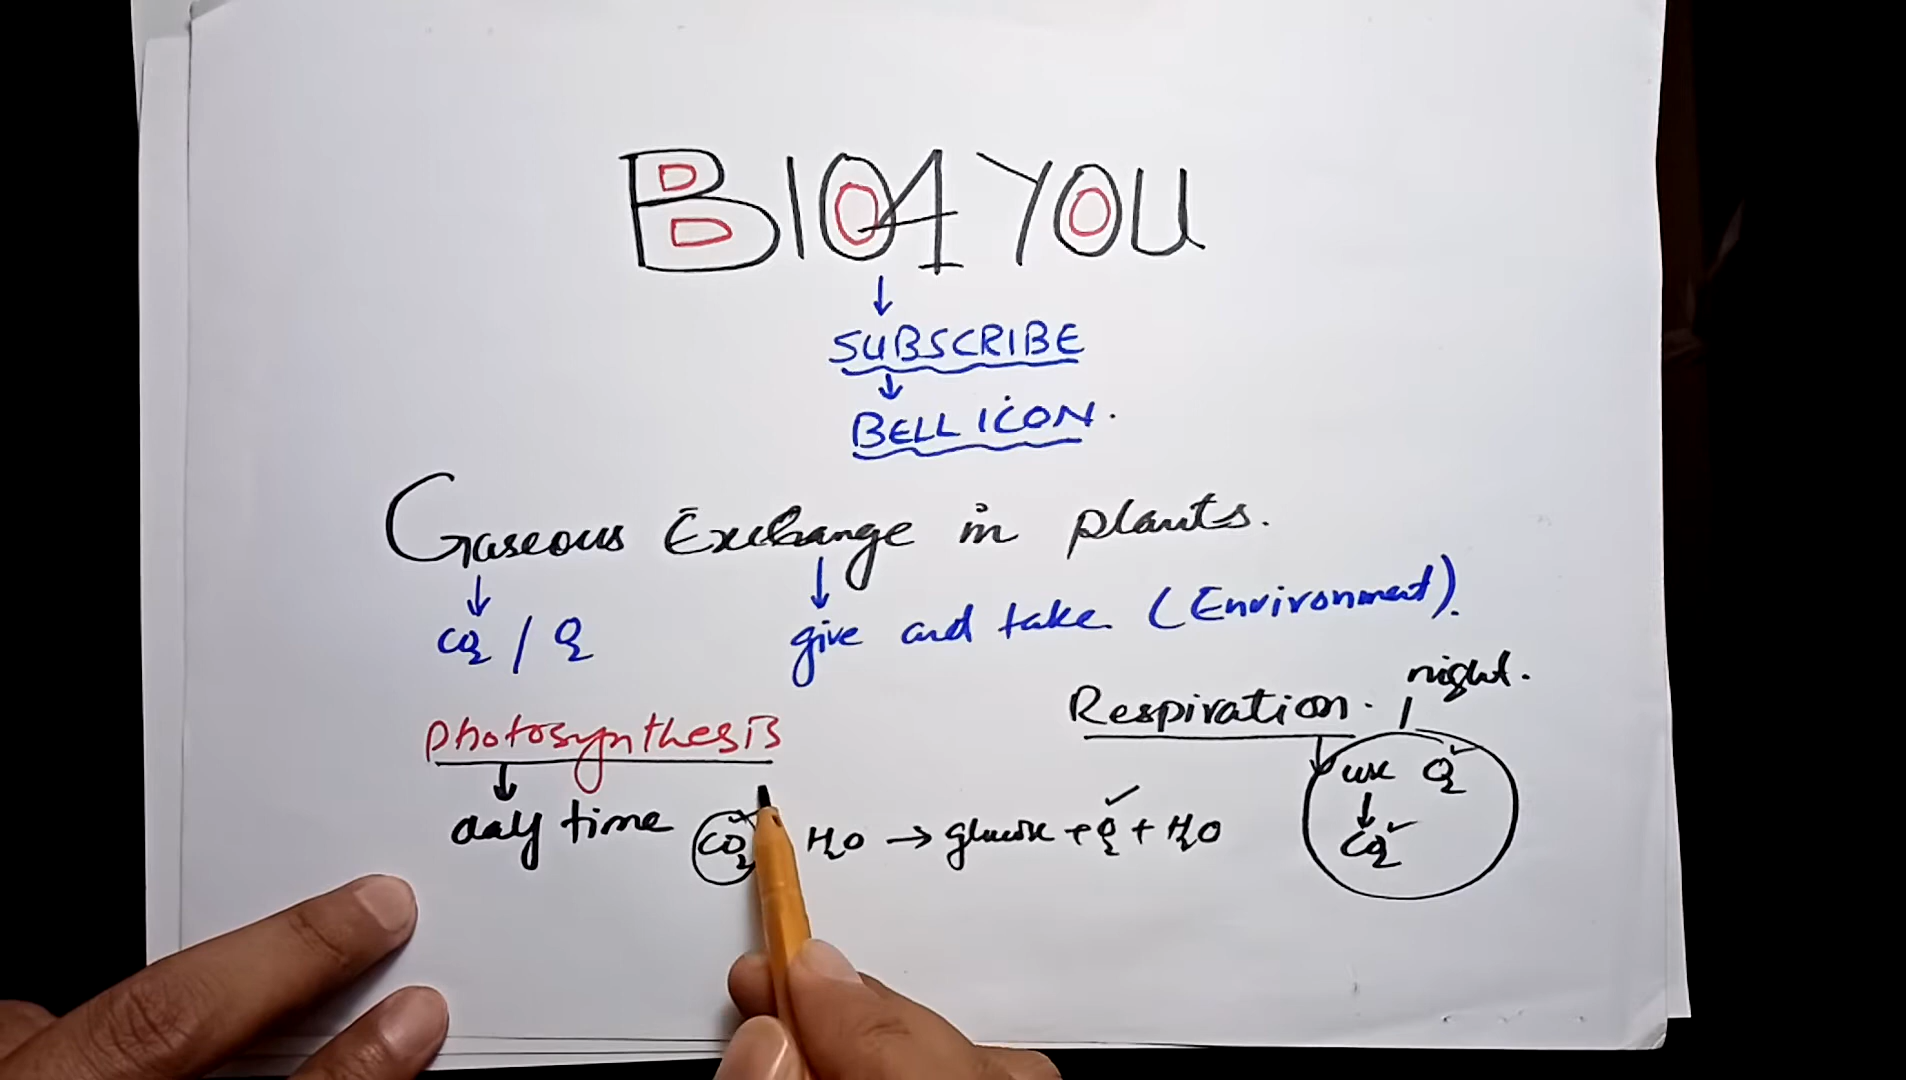 BIO4YOU
SUBSCRIBE
BELL ICON.
Gaseous Exchange in plants.
CO2 / O2
give and take (Environment).
night.
Photosynthesis
Respiration.
use O2
CO2
day time CO2 H2O → glucose + O2 + H2O